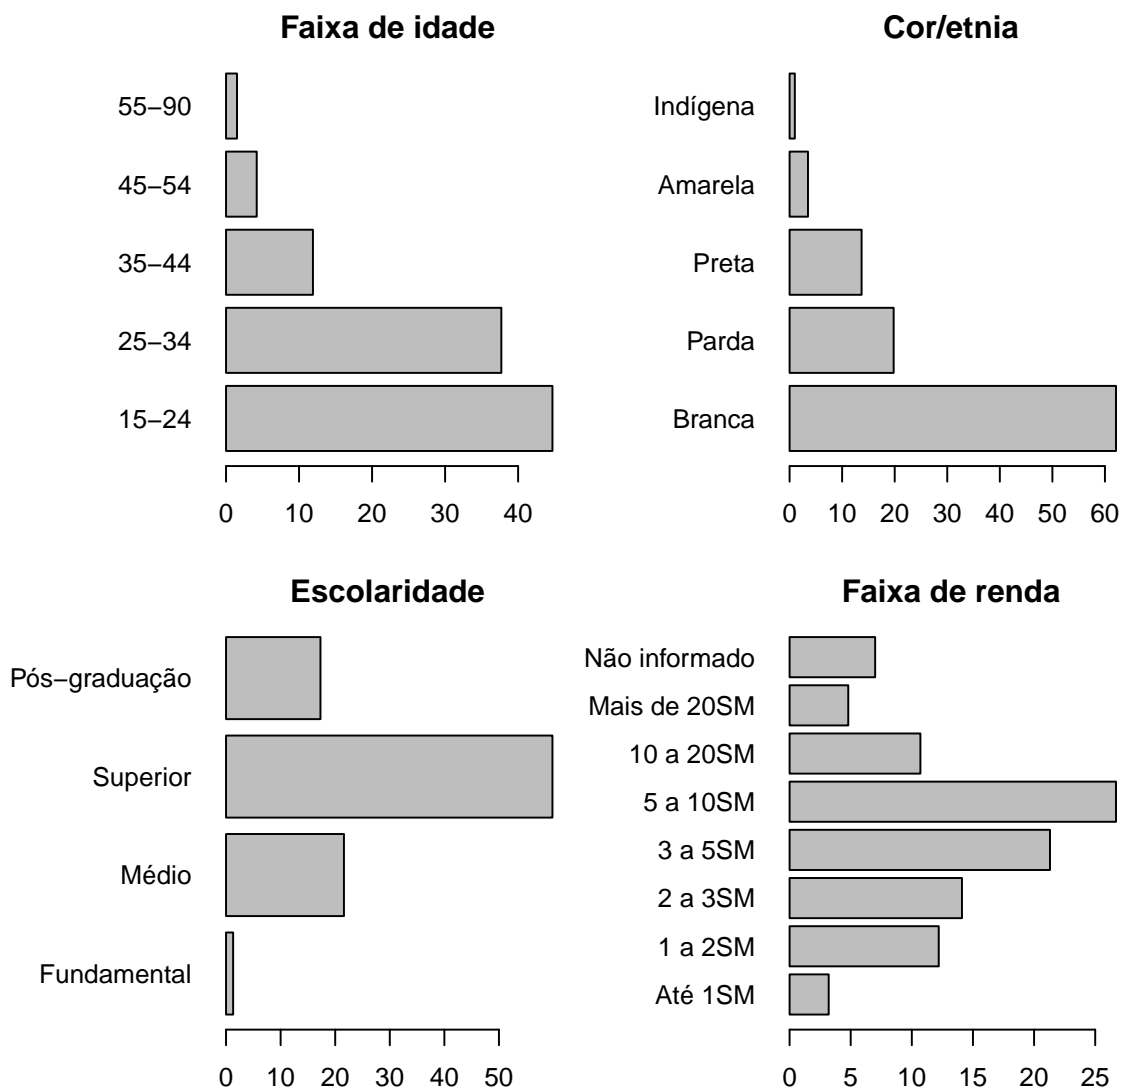 Faixa de idade
55−90
45−54
35−44
25−34
15−24
0 10 20 30 40
Cor/etnia
Indígena
Amarela
Preta
Parda
Branca
0 10 20 30 40 50 60
Escolaridade
Pós−graduação
Superior
Médio
Fundamental
0 10 20 30 40 50
Faixa de renda
Não informado
Mais de 20SM
10 a 20SM
5 a 10SM
3 a 5SM
2 a 3SM
1 a 2SM
Até 1SM
0 5 10 15 20 25